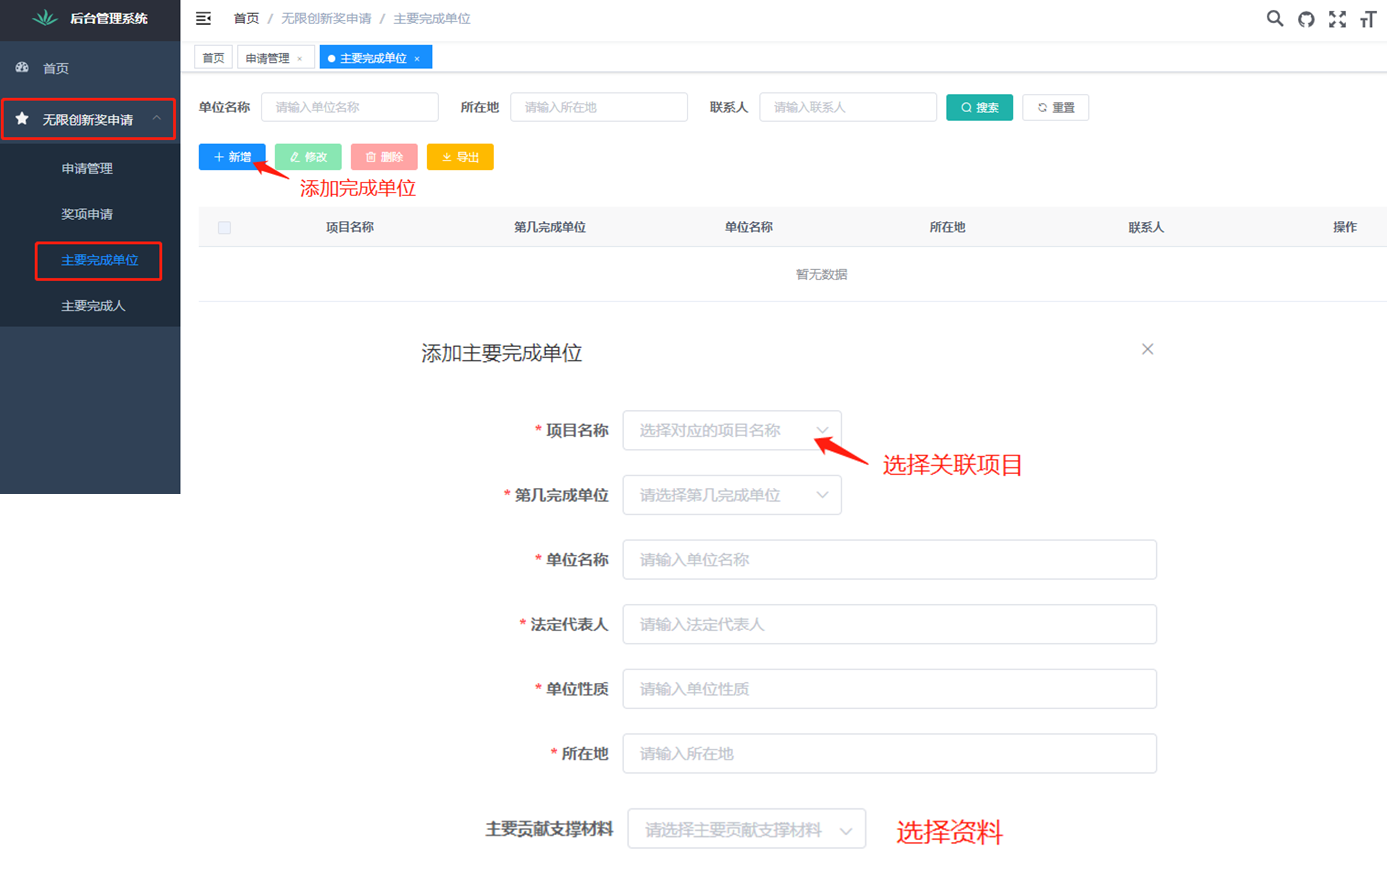 后台管理系统
首页 / 无限创新奖申请 / 主要完成单位
首页
申请管理 ×
主要完成单位 ×
首页
无限创新奖申请
申请管理
奖项申请
主要完成单位
主要完成人
单位名称 请输入单位名称 所在地 请输入所在地 联系人 请输入联系人 搜索 重置
+ 新增 修改 删除 导出
添加完成单位
项目名称 第几完成单位 单位名称 所在地 联系人 操作
暂无数据
添加主要完成单位
* 项目名称 选择对应的项目名称
选择关联项目
* 第几完成单位 请选择第几完成单位
* 单位名称 请输入单位名称
* 法定代表人 请输入法定代表人
* 单位性质 请输入单位性质
* 所在地 请输入所在地
主要贡献支撑材料 请选择主要贡献支撑材料
选择资料